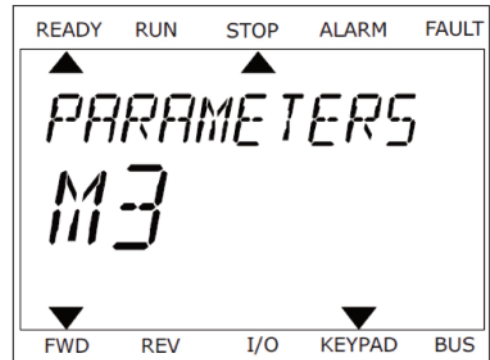 READY RUN STOP ALARM FAULT
PARAMETERS
M3
FWD REV I/O KEYPAD BUS